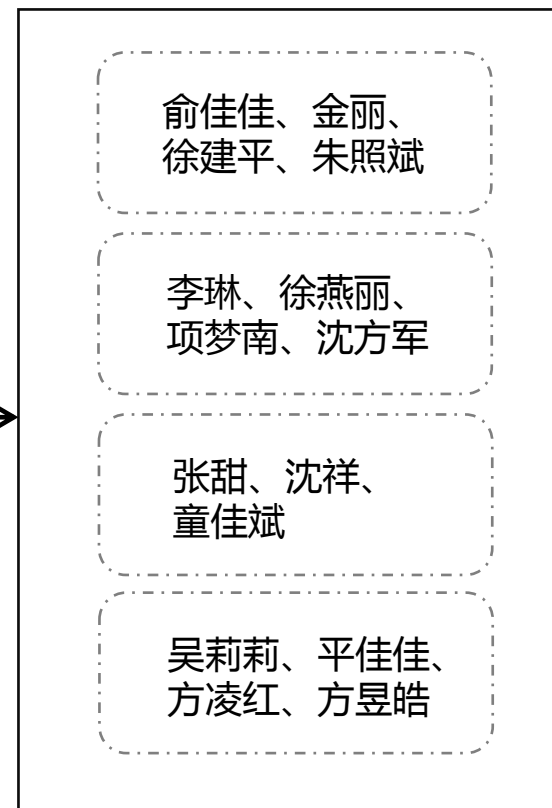 俞佳佳、金丽、
徐建平、朱照斌
李琳、徐燕丽、
项梦南、沈方军
张甜、沈祥、
童佳斌
吴莉莉、平佳佳、
方凌红、方昱皓